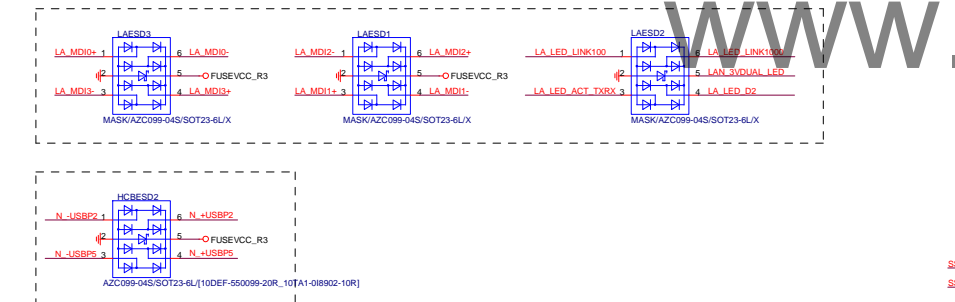 www.
LAESD3
LA_MDI0+ 1
6 LA_MDI0-
2
5 FUSEVCC_R3
LA_MDI3- 3
4 LA_MDI3+
MASK/AZC099-04S/SOT23-6L/X
LAESD1
LA_MDI2- 1
6 LA_MDI2+
2
5 FUSEVCC_R3
LA_MDI1+ 3
4 LA_MDI1-
MASK/AZC099-04S/SOT23-6L/X
LAESD2
LA_LED_LINK100 1
6 LA_LED_LINK1000
2
5 LAN_3VDUAL_LED
LA_LED_ACT_TXRX 3
4 LA_LED_D2
MASK/AZC099-04S/SOT23-6L/X
HCBESD2
N_-USBP2 1
6 N_+USBP2
2
5 FUSEVCC_R3
N_-USBP5 3
4 N_+USBP5
AZC099-04S/SOT23-6L/[10DEF-550099-20R_10TA1-0I8902-10R]
S
S